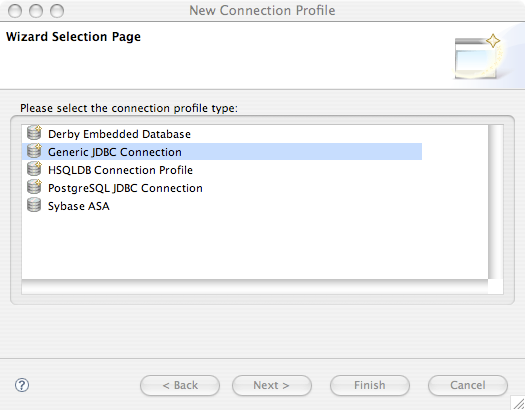 New Connection Profile
Wizard Selection Page
Please select the connection profile type:
Derby Embedded Database
Generic JDBC Connection
HSQLDB Connection Profile
PostgreSQL JDBC Connection
Sybase ASA
? < Back Next > Finish Cancel